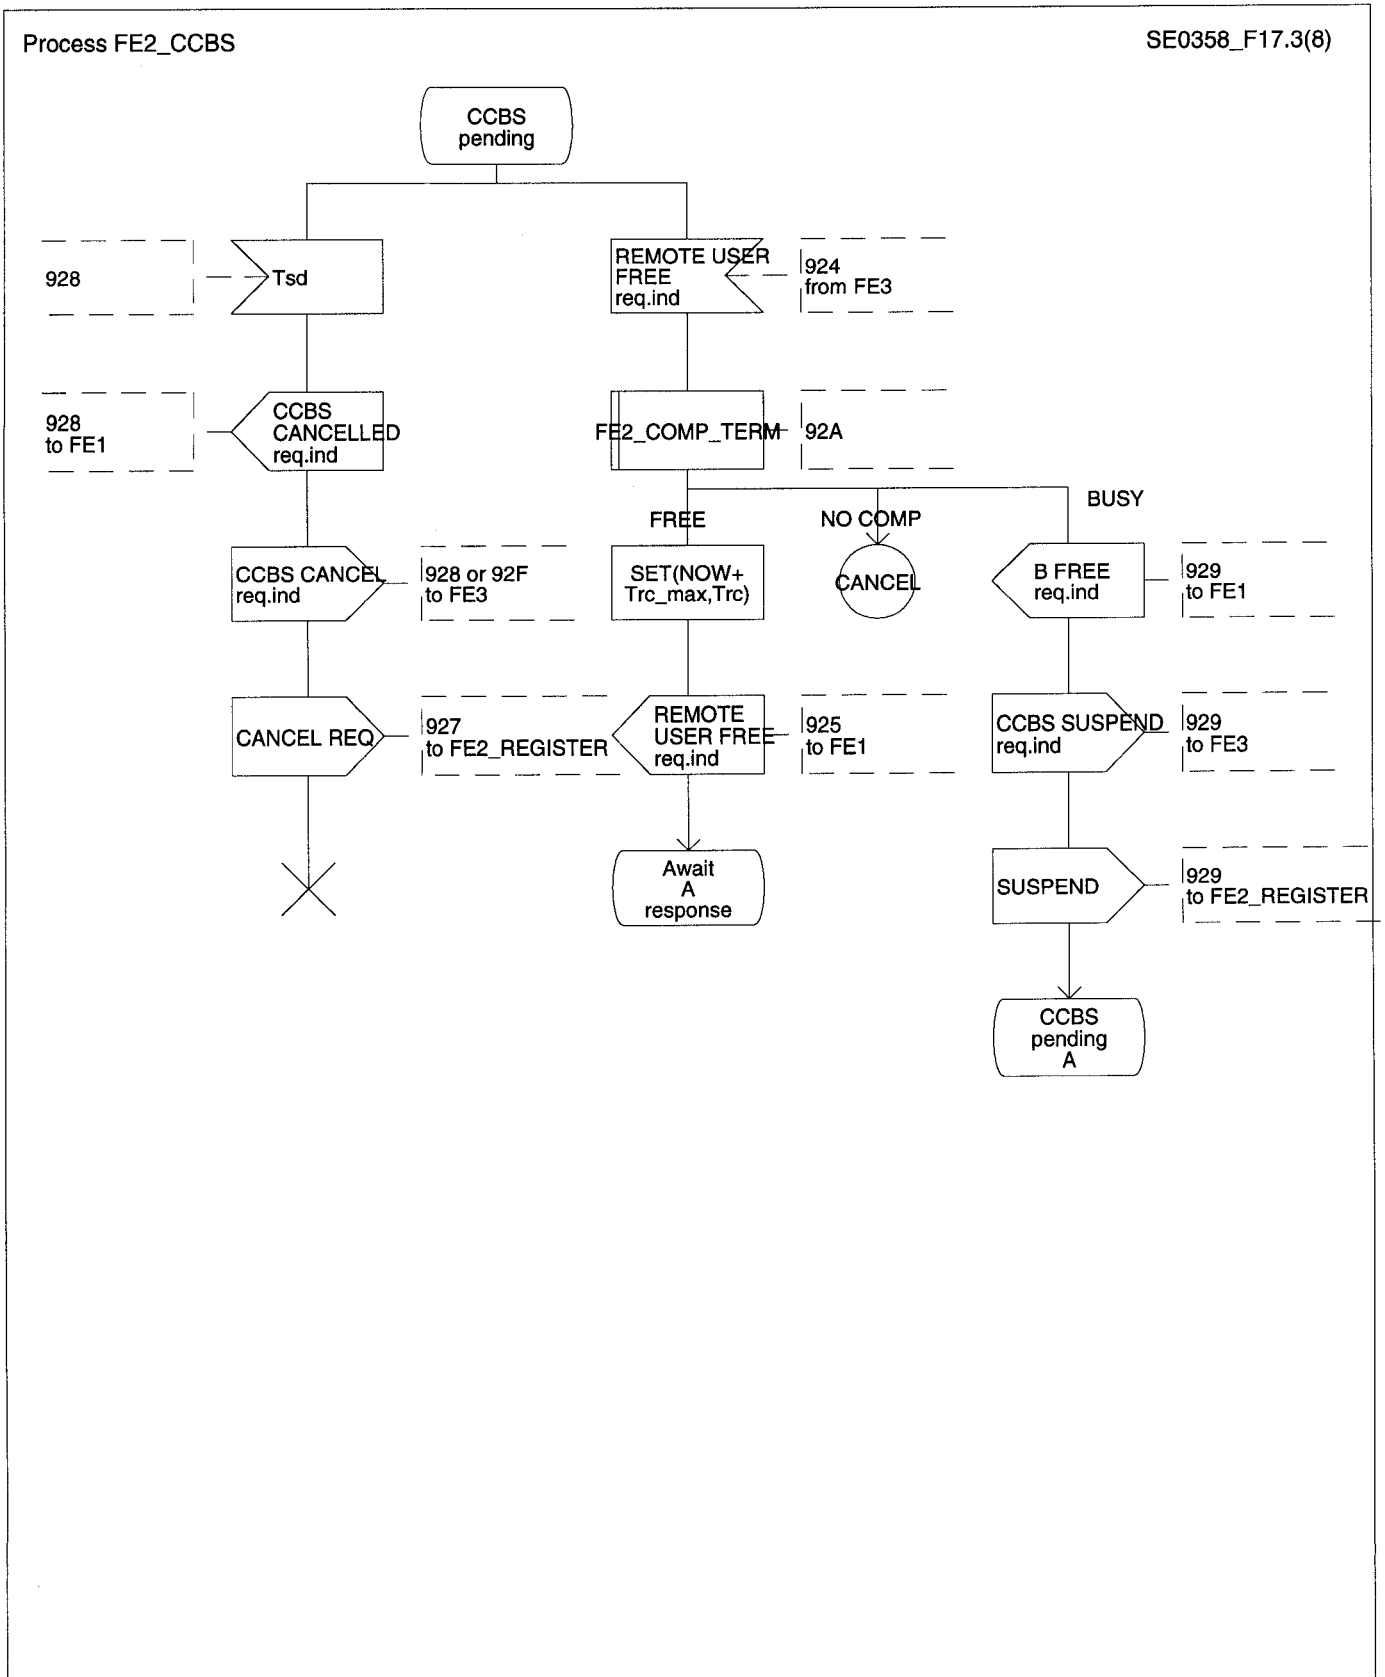 Process FE2_CCBS
SE0358_F17.3(8)
CCBS
pending
928
Tsd
REMOTE USER
FREE
req.ind
924
from FE3
928
to FE1
CCBS
CANCELLED
req.ind
FE2_COMP_TERM
92A
BUSY
FREE
NO COMP
CCBS CANCEL
req.ind
928 or 92F
to FE3
SET(NOW+
Trc_max,Trc)
CANCEL
B FREE
req.ind
929
to FE1
CANCEL REQ
927
to FE2_REGISTER
REMOTE
USER FREE
req.ind
925
to FE1
CCBS SUSPEND
req.ind
929
to FE3
Await
A
response
SUSPEND
929
to FE2_REGISTER
CCBS
pending
A